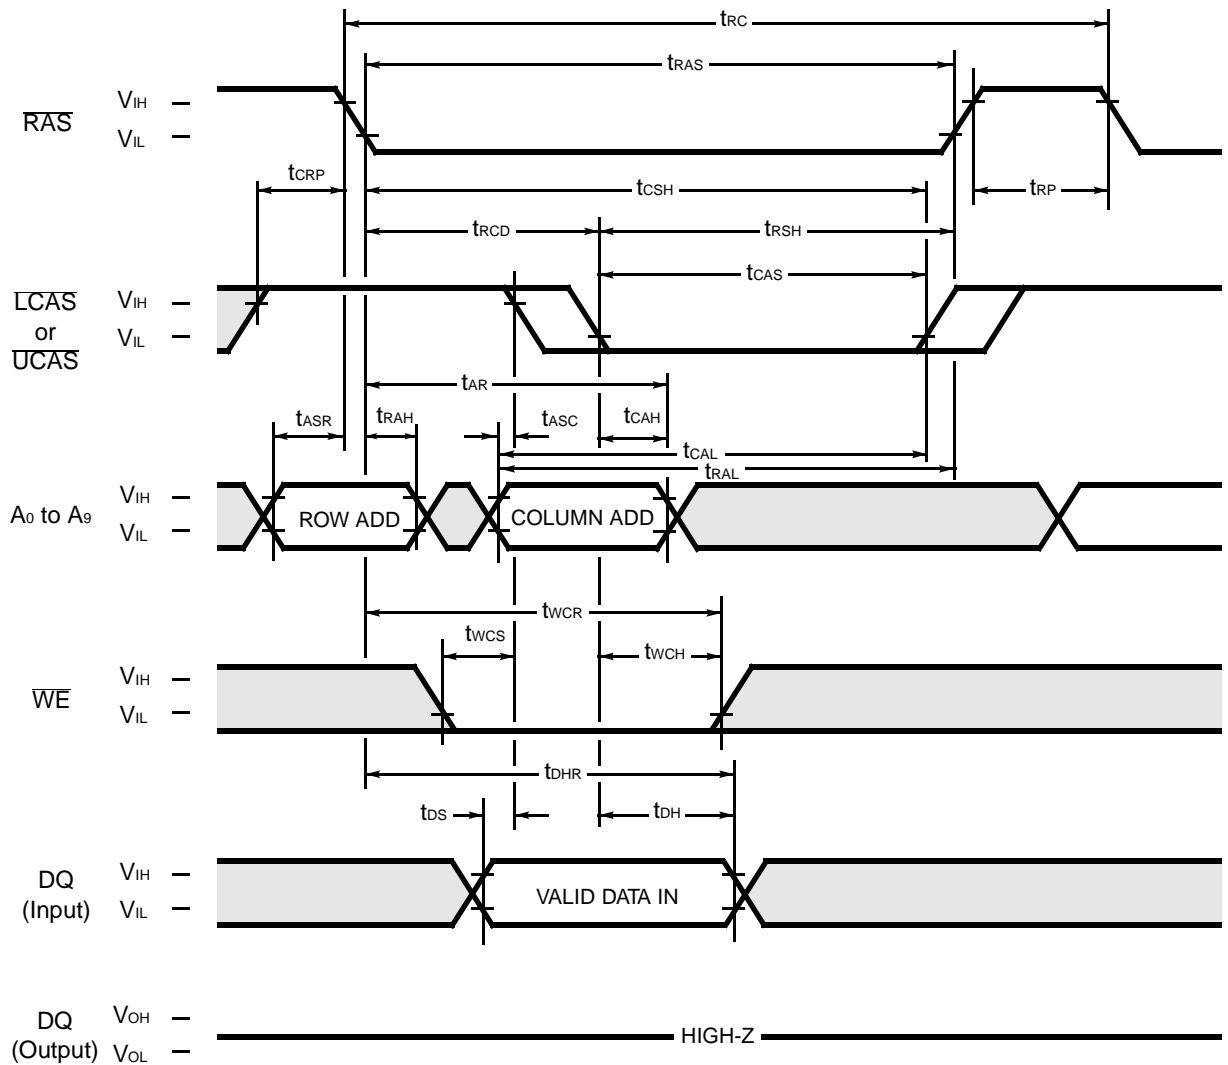 tRC
tRAS
RAS
VIH
VIL
tCRP
tCSH
tRP
tRCD
tRSH
tCAS
LCAS
or
UCAS
VIH
VIL
tAR
tASR
tRAH
tASC
tCAH
tCAL
tRAL
A0 to A9
VIH
VIL
ROW ADD
COLUMN ADD
tWCR
tWCS
tWCH
WE
VIH
VIL
tDHR
tDS
tDH
DQ
(Input)
VIH
VIL
VALID DATA IN
DQ
(Output)
VOH
VOL
HIGH-Z